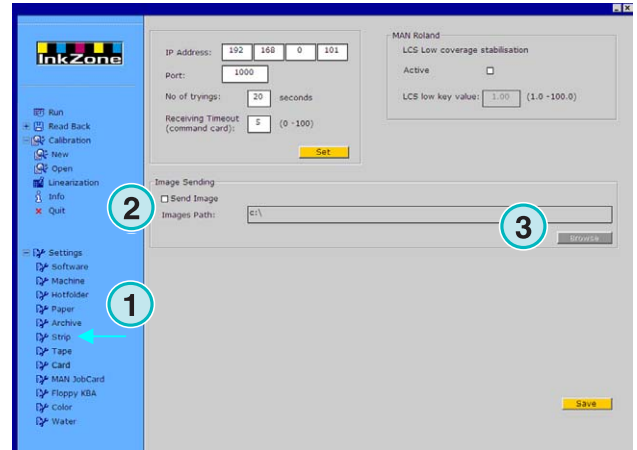 InkZone
Run
Read Back
Calibration
New
Open
Linearization
Info
Quit
Settings
Software
Machine
Hotfolder
Paper
Archive
Strip
Tape
Card
MAN JobCard
Floppy KBA
Color
Water
1
IP Address: 192 168 0 101
Port: 1000
No of tryings: 20 seconds
Receiving Timeout
(command card): 5 (0 -100)
Set
MAN Roland
LCS Low coverage stabilisation
Active
LCS low key value: 1.00 (1.0 -100.0)
Image Sending
2
Send Image
Images Path: c:\
3
Browse
Save